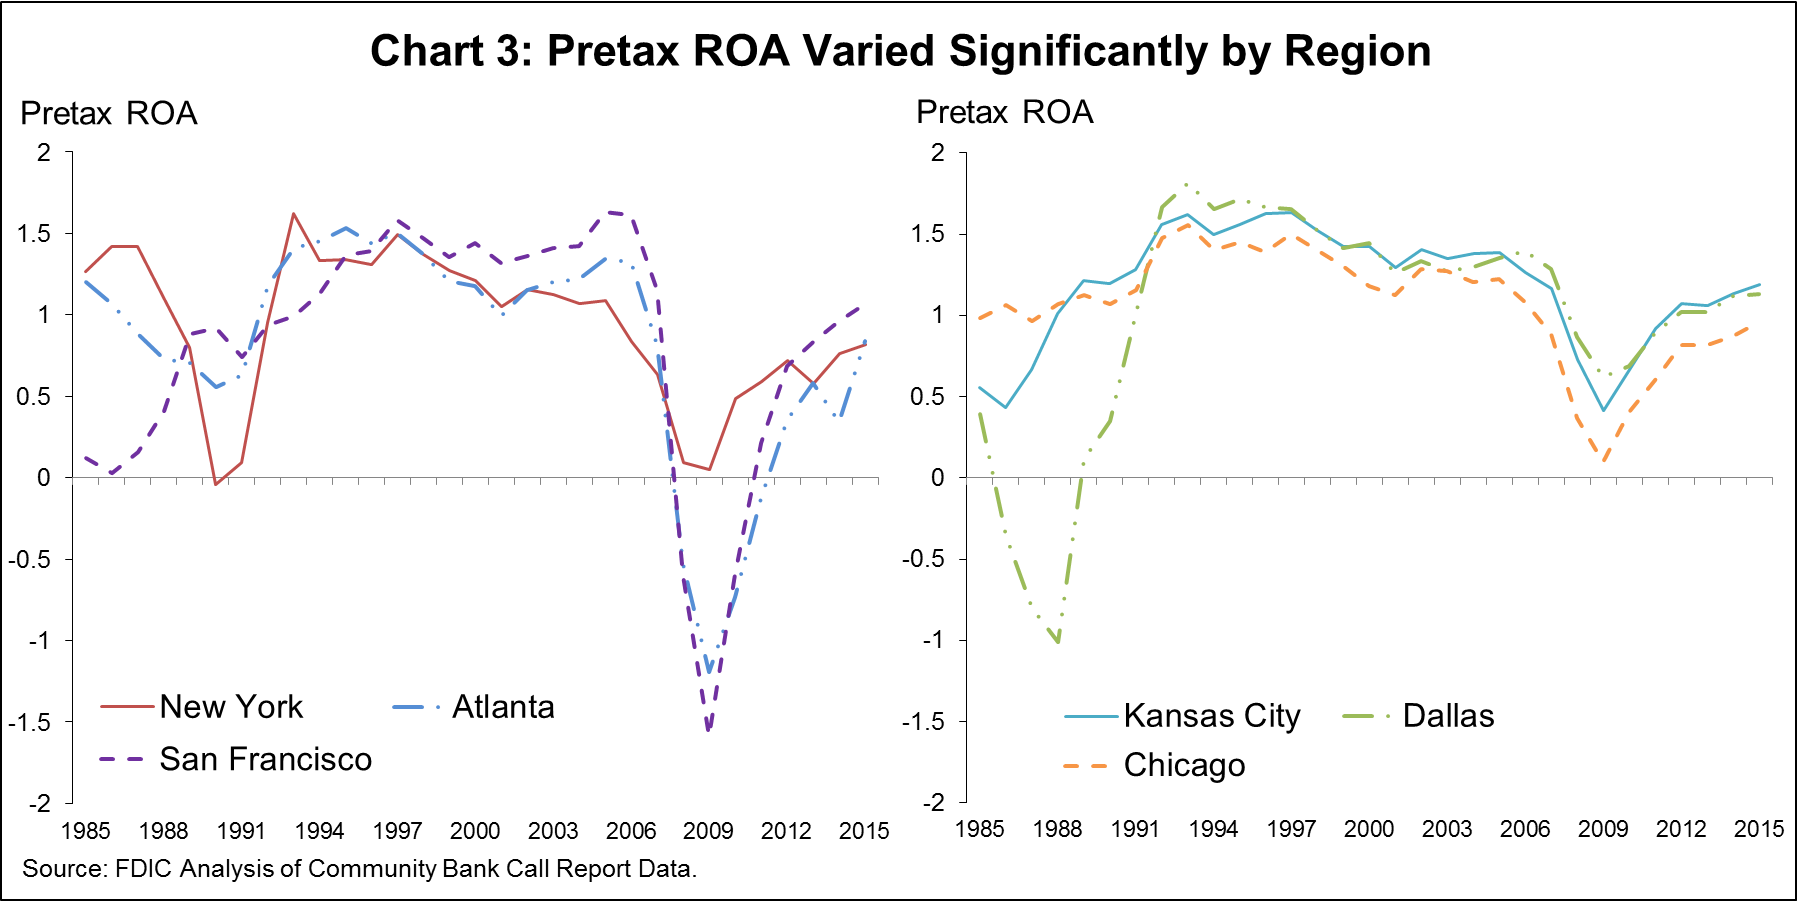 Chart 3: Pretax ROA Varied Significantly by Region
Pretax ROA
2
1.5
1
0.5
0
-0.5
-1
-1.5
-2
1985 1988 1991 1994 1997 2000 2003 2006 2009 2012 2015
New York Atlanta
San Francisco
Pretax ROA
2
1.5
1
0.5
0
-0.5
-1
-1.5
-2
1985 1988 1991 1994 1997 2000 2003 2006 2009 2012 2015
Kansas City Dallas
Chicago
Source: FDIC Analysis of Community Bank Call Report Data.